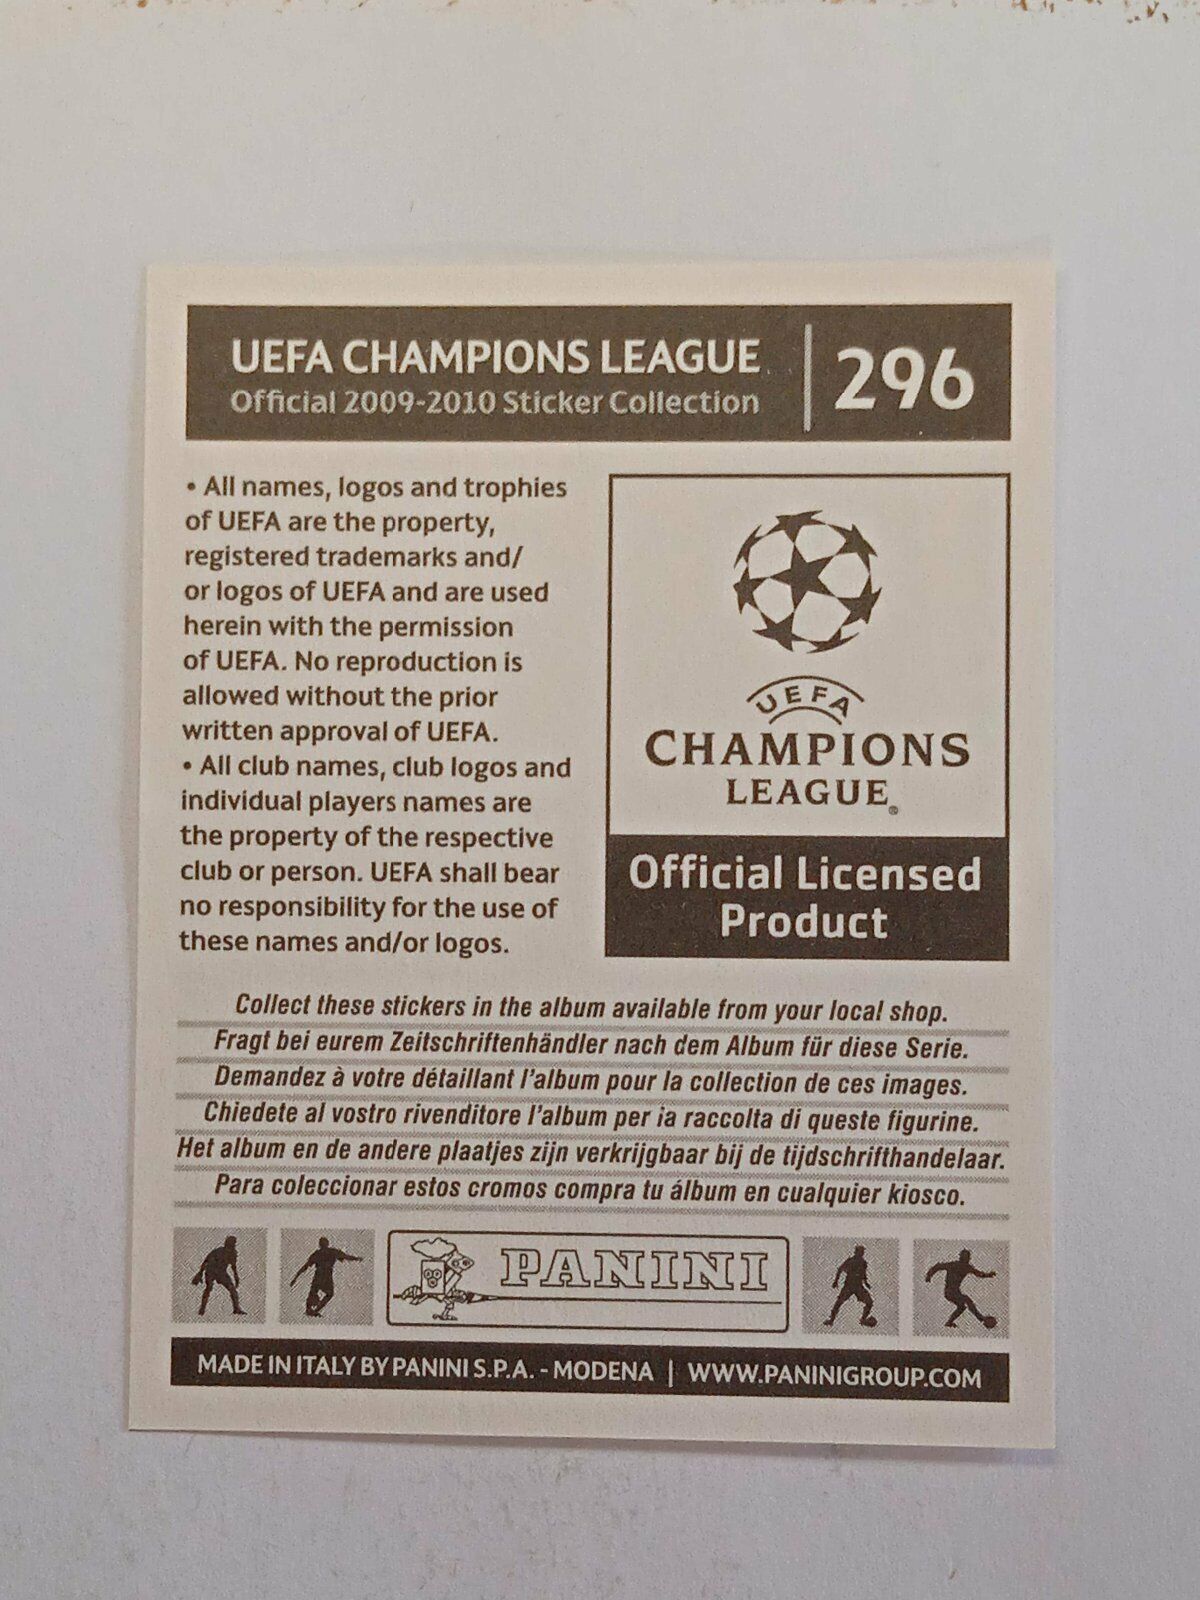 UEFA CHAMPIONS LEAGUE
Official 2009-2010 Sticker Collection
296
• All names, logos and trophies
of UEFA are the property,
registered trademarks and/
or logos of UEFA and are used
herein with the permission
of UEFA. No reproduction is
allowed without the prior
written approval of UEFA.
• All club names, club logos and
individual players names are
the property of the respective
club or person. UEFA shall bear
no responsibility for the use of
these names and/or logos.
UEFA
CHAMPIONS
LEAGUE®
Official Licensed
Product
Collect these stickers in the album available from your local shop.
Fragt bei eurem Zeitschriftenhändler nach dem Album für diese Serie.
Demandez à votre détaillant l'album pour la collection de ces images.
Chiedete al vostro rivenditore l'album per ia raccolta di queste figurine.
Het album en de andere plaatjes zijn verkrijgbaar bij de tijdschrifthandelaar.
Para coleccionar estos cromos compra tu álbum en cualquier kiosco.
PANINI
MADE IN ITALY BY PANINI S.P.A. - MODENA | WWW.PANINIGROUP.COM